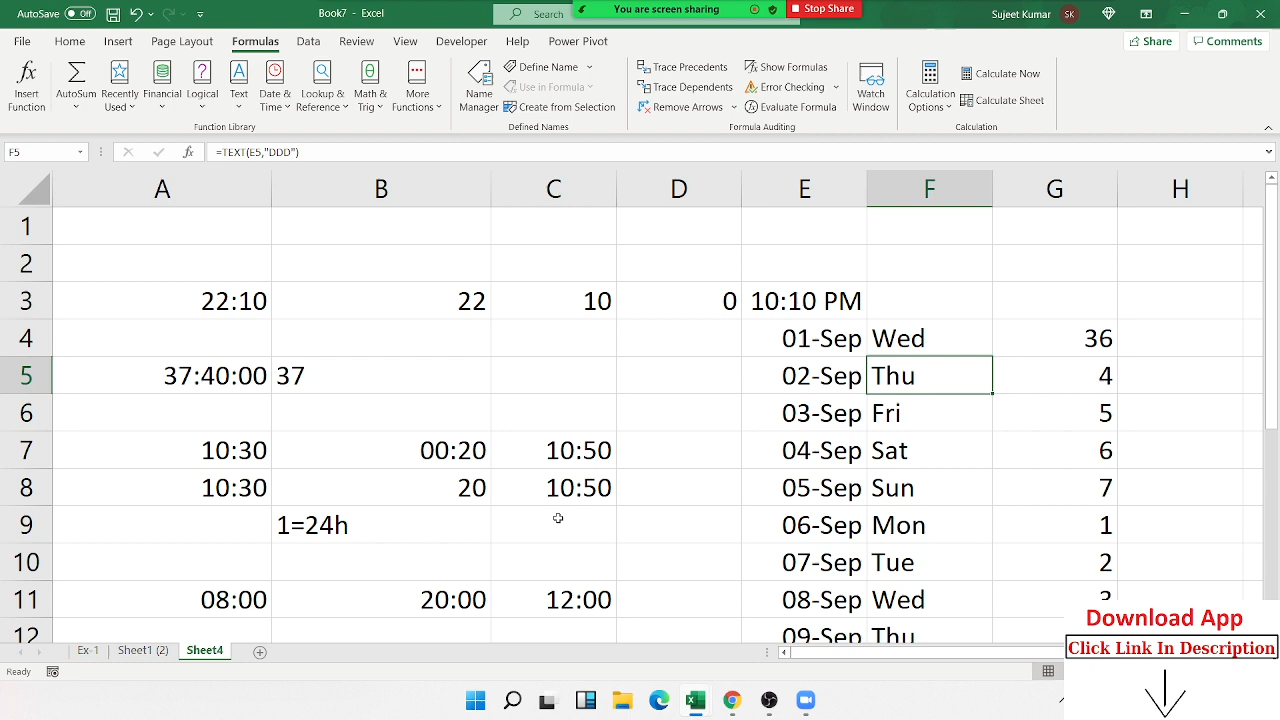 AutoSave Off Book7 - Excel Search You are screen sharing Stop Share Sujeet Kumar SK
File Home Insert Page Layout Formulas Data Review View Developer Help Power Pivot Share Comments
Insert Function
AutoSum
Recently Used
Financial
Logical
Text
Date & Time
Lookup & Reference
Math & Trig
More Functions
Function Library
Name Manager
Define Name
Use in Formula
Create from Selection
Defined Names
Trace Precedents
Trace Dependents
Remove Arrows
Show Formulas
Error Checking
Evaluate Formula
Formula Auditing
Watch Window
Calculation Options
Calculate Now
Calculate Sheet
Calculation
F5 fx =TEXT(E5,"DDD")
A B C D E F G H
1
2
3 22:10 22 10 0 10:10 PM
4 01-Sep Wed 36
5 37:40:00 37 02-Sep Thu 4
6 03-Sep Fri 5
7 10:30 00:20 10:50 04-Sep Sat 6
8 10:30 20 10:50 05-Sep Sun 7
9 1=24h 06-Sep Mon 1
10 07-Sep Tue 2
11 08:00 20:00 12:00 08-Sep Wed 3
12 09-Sep Thu
Ex-1 Sheet1 (2) Sheet4
Ready
Download App
Click Link In Description